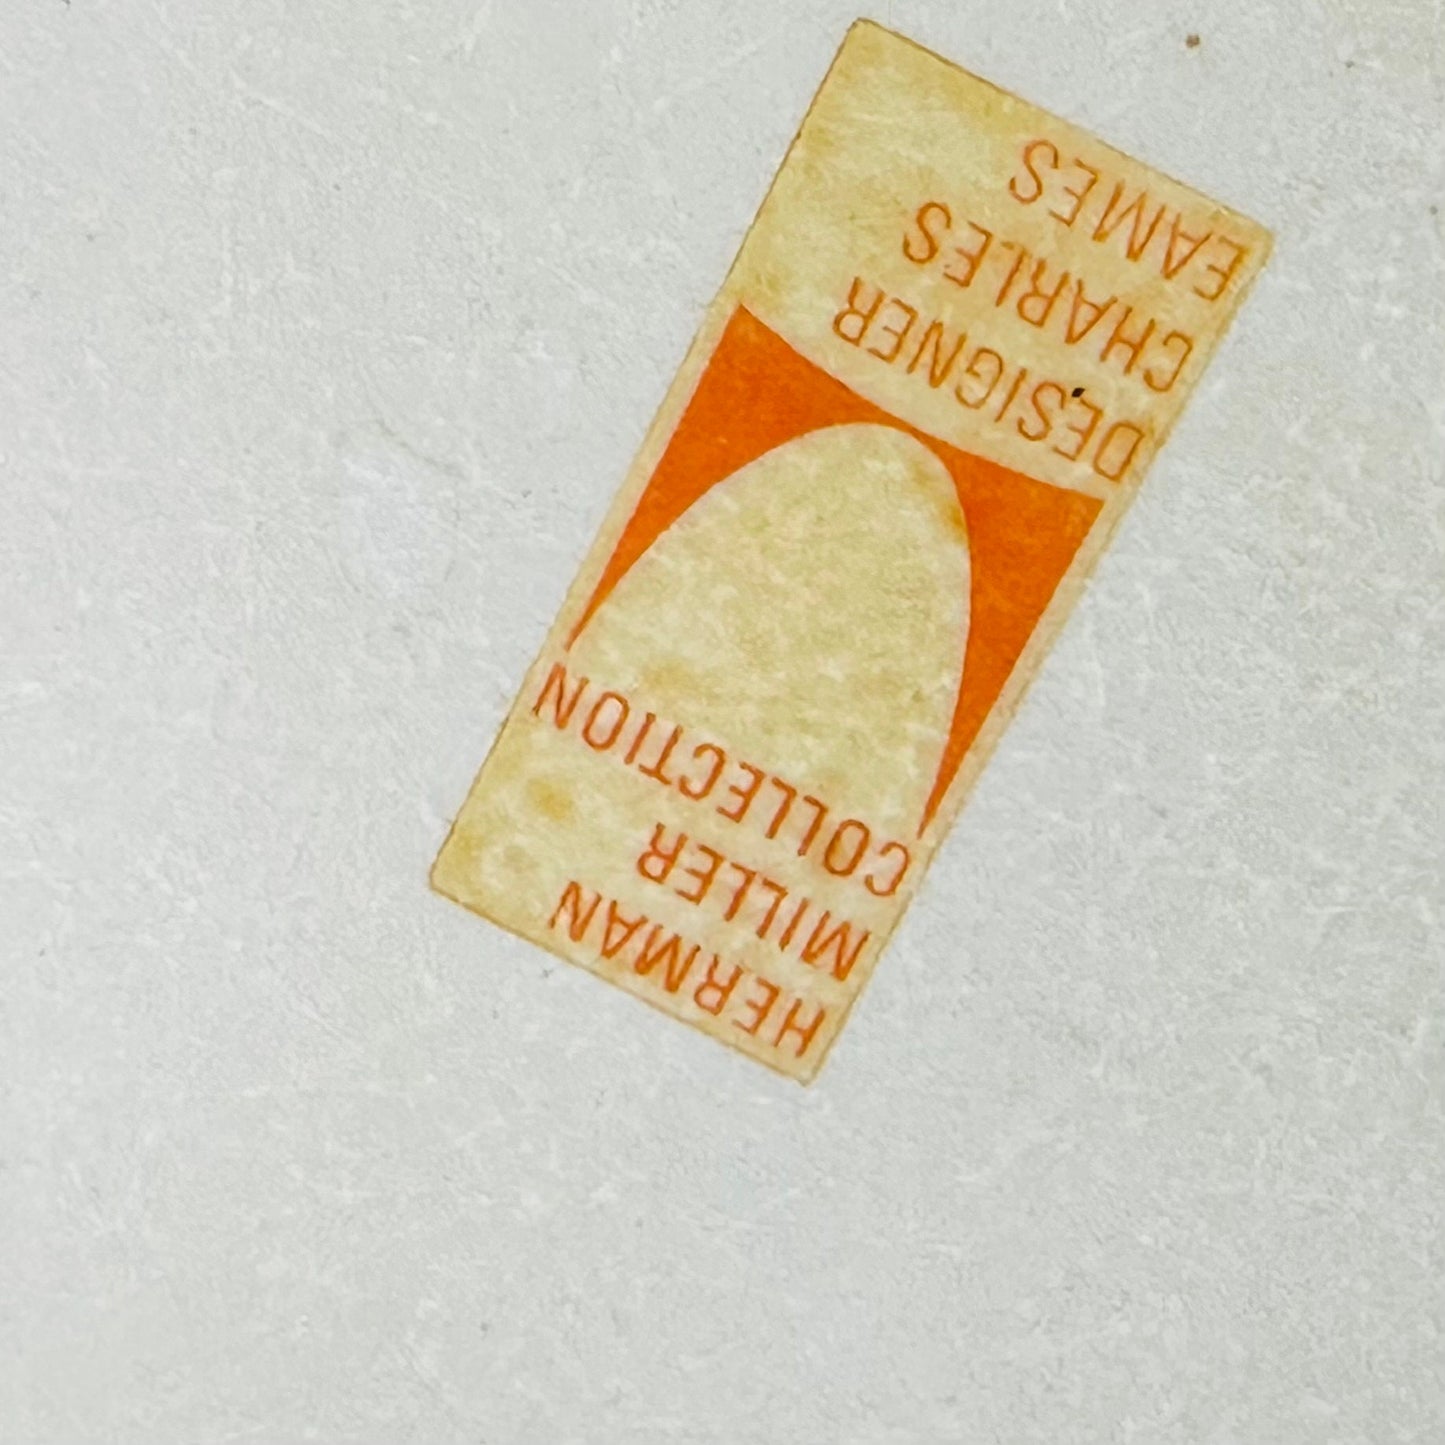 HERMAN
MILLER
COLLECTION
DESIGNER
CHARLES
EAMES